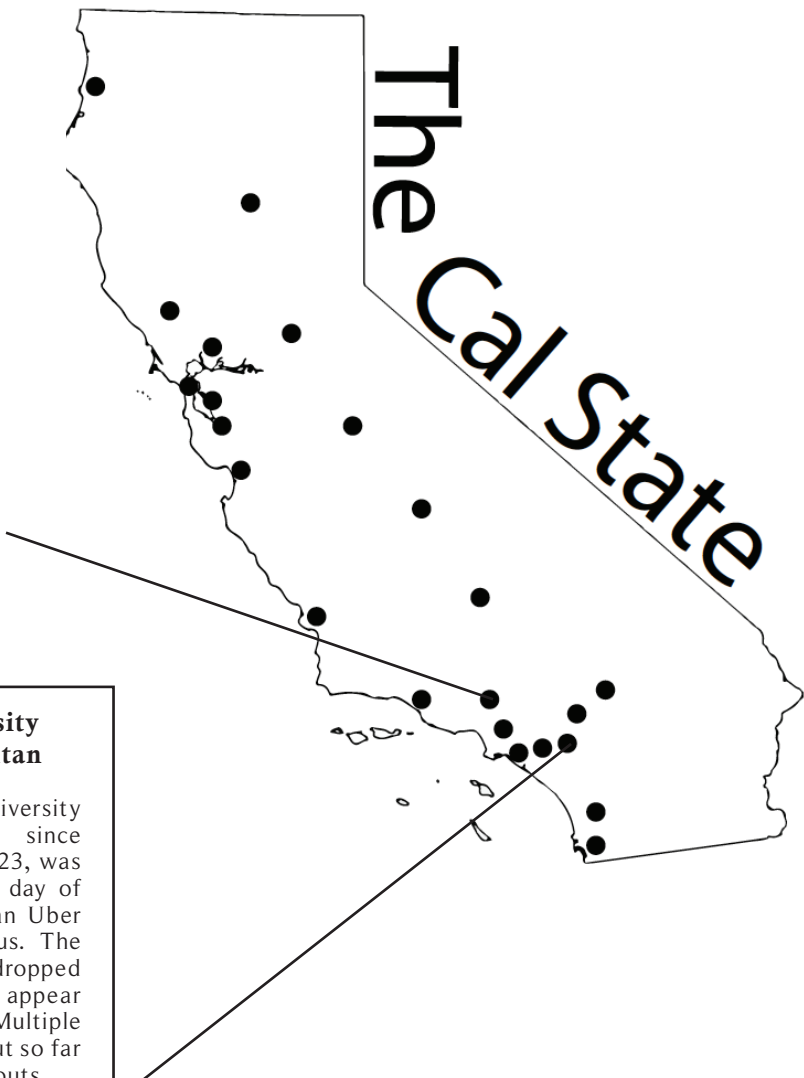 The Cal State
sity
tan
iversity
since
23, was
day of
n Uber
us. The
dropped
appear
Multiple
ut so far
outs.